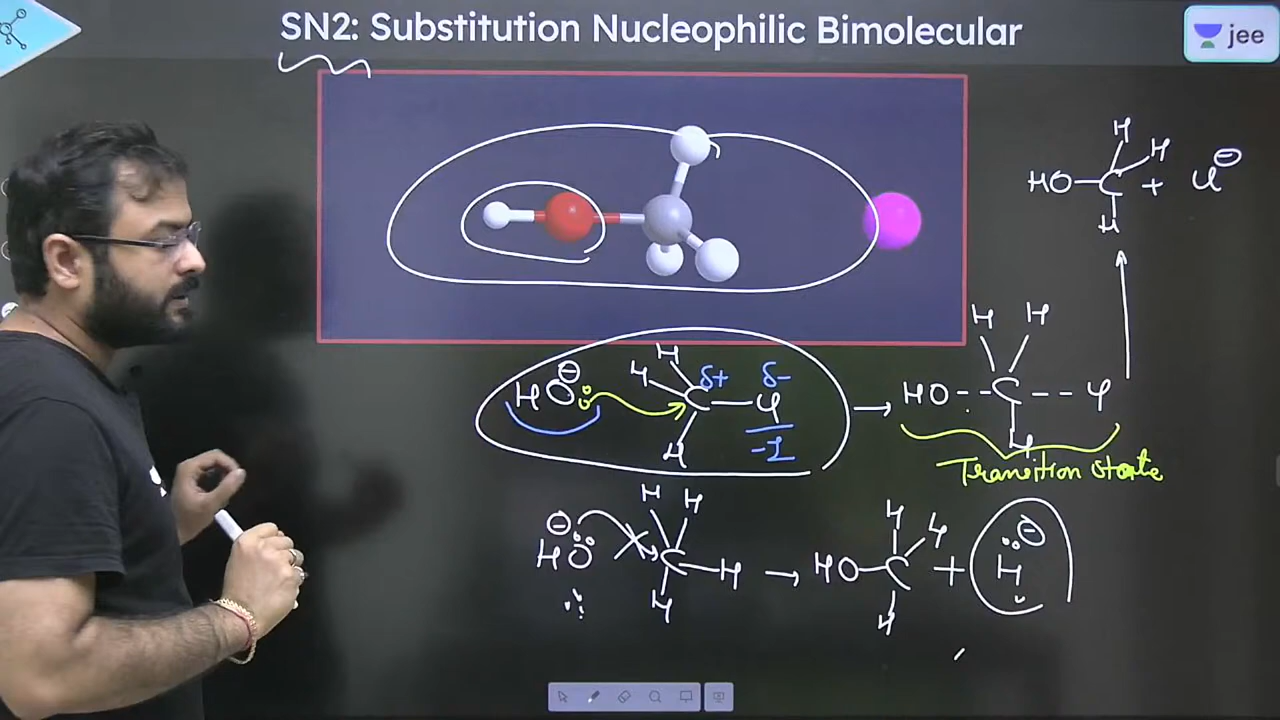 SN2: Substitution Nucleophilic Bimolecular
jee
H H
HO–C + Cl⊖
H
H H
HO---C---Cl
H
Transition state
H
H
HO⊖ C—Cl
δ+ δ-
-I
H
H H
HO⊖ C—H
H
→ HO–C + H⊖
H H
H